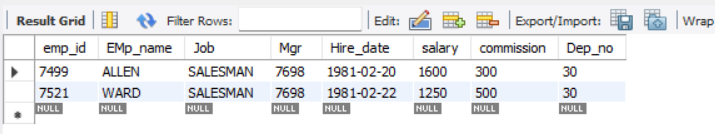 Result Grid Filter Rows: Edit: Export/Import: Wrap
emp_id EMp_name Job Mgr Hire_date salary commission Dep_no
7499 ALLEN SALESMAN 7698 1981-02-20 1600 300 30
7521 WARD SALESMAN 7698 1981-02-22 1250 500 30
NULL NULL NULL NULL NULL NULL NULL NULL